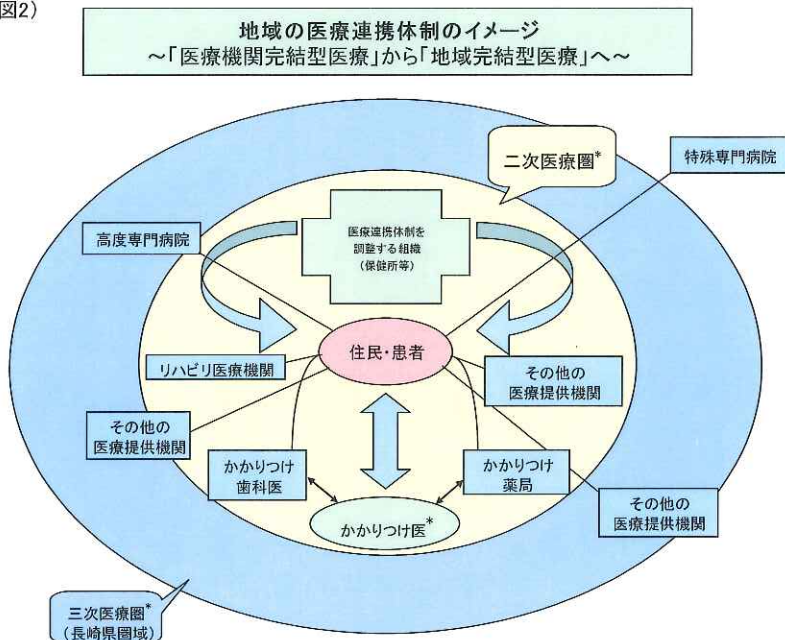 図2)
地域の医療連携体制のイメージ
～「医療機関完結型医療」から「地域完結型医療」へ～
二次医療圏*
特殊専門病院
高度専門病院
医療連携体制を
調整する組織
(保健所等)
住民・患者
リハビリ医療機関
その他の
医療提供機関
その他の
医療提供機関
かかりつけ
歯科医
かかりつけ
薬局
その他の
医療提供機関
かかりつけ医*
三次医療圏*
(長崎県圏域)